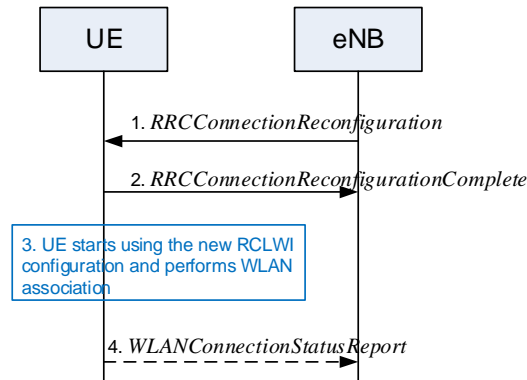 UE
eNB
1. RRCConnectionReconfiguration
2. RRCConnectionReconfigurationComplete
3. UE starts using the new RCLWI
configuration and performs WLAN
association
4. WLANConnectionStatusReport